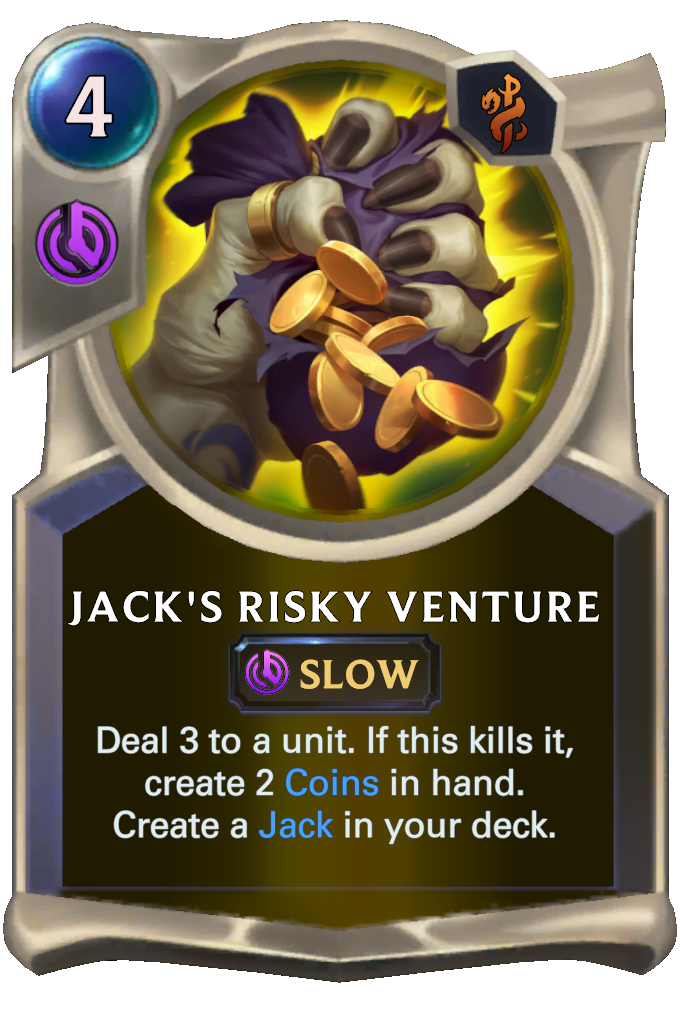 4
JACK'S RISKY VENTURE
SLOW
Deal 3 to a unit. If this kills it,
create 2 Coins in hand.
Create a Jack in your deck.